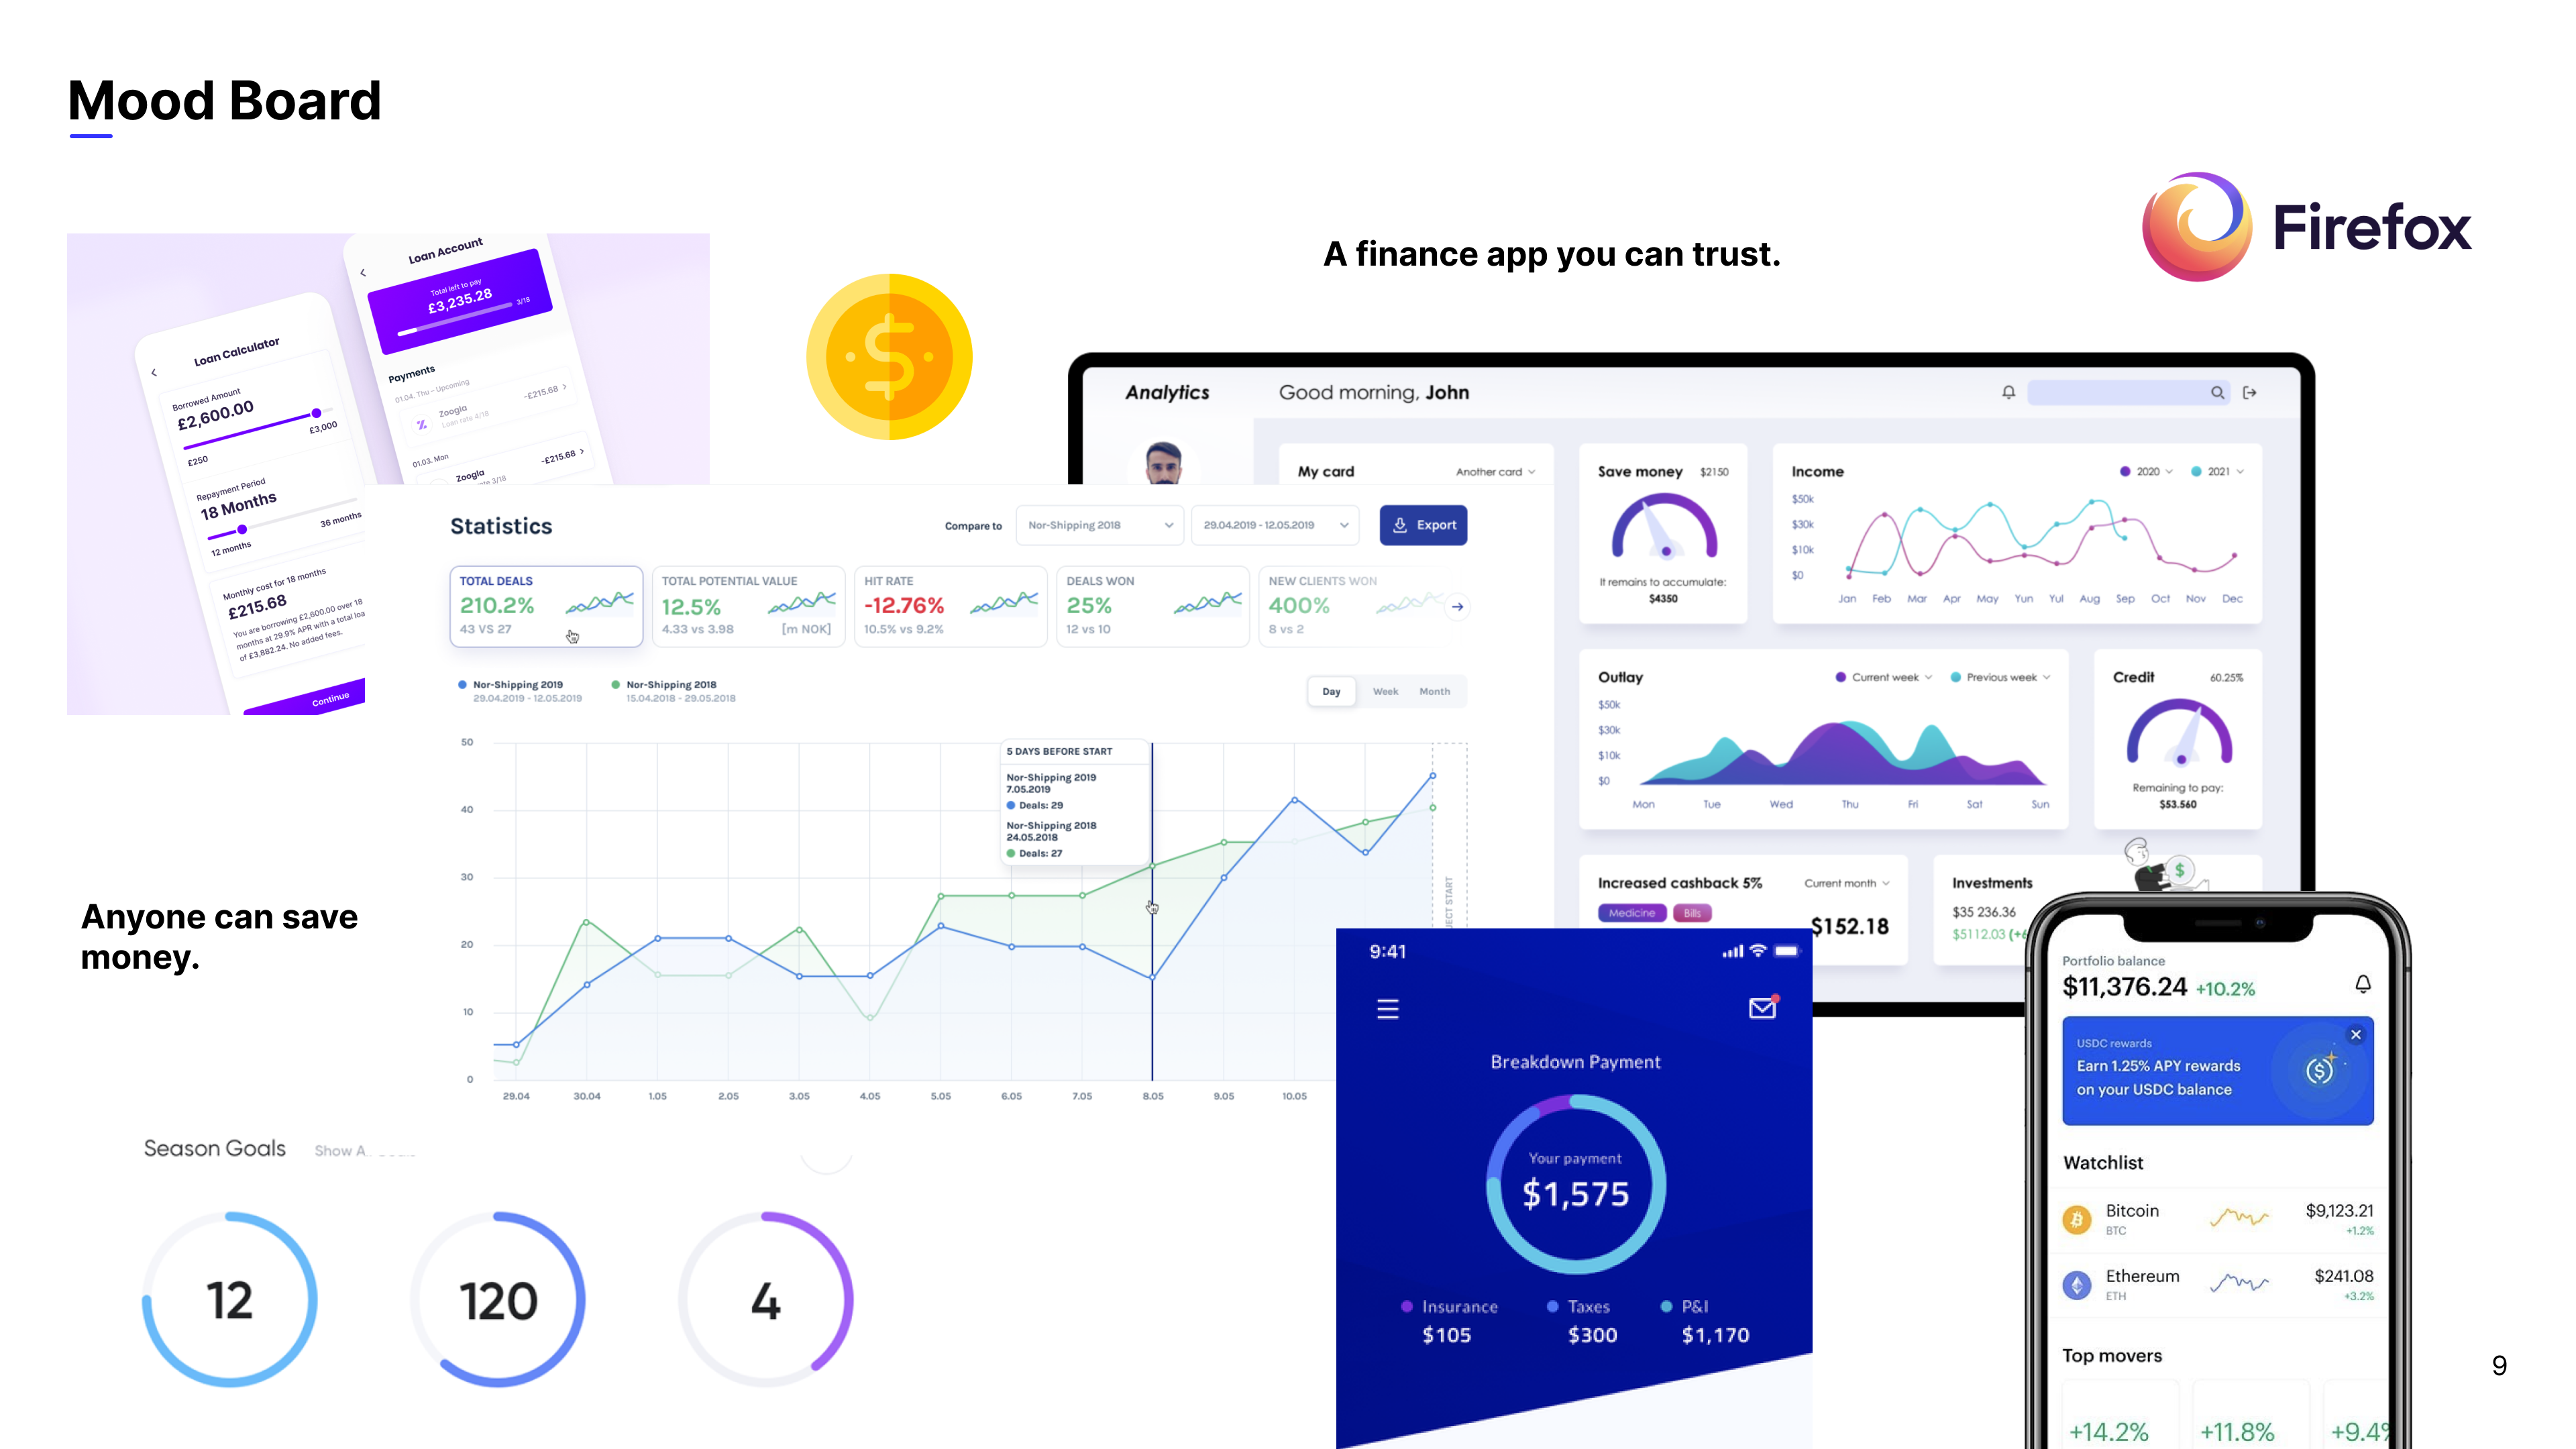 Mood Board
Firefox
A finance app you can trust.
Loan Account
Total left to pay
£3,235.28
3/18
Payments
01.04. Thu - Upcoming
Zoogla
Loan rate 4/18
-£215.68
01.03. Mon
Zoogla
3/18
-£215.68
Loan Calculator
Borrowed Amount
£2,600.00
£250
£3,000
Repayment Period
18 Months
12 months
36 months
Monthly cost for 18 months
£215.68
You are borrowing £2,600.00 over 18
months at 29.9% APR with a total loa
of £3,882.24. No added fees.
Continue
Analytics
Good morning, John
My card
Another card
Save money
$2150
It remains to accumulate:
$4350
Income
2020
2021
$50k
$30k
$10k
$0
Jan Feb Mar Apr May Yun Yul Aug Sep Oct Nov Dec
Outlay
Current week
Previous week
$50k
$30k
$10k
$0
Mon Tue Wed Thu Fri Sat Sun
Credit
60.25%
Remaining to pay:
$53.560
Increased cashback 5%
Current month
Medicine
Bills
$152.18
Investments
$35 236.36
$5112.03 (+6
Statistics
Compare to
Nor-Shipping 2018
29.04.2019 - 12.05.2019
Export
TOTAL DEALS
210.2%
43 VS 27
TOTAL POTENTIAL VALUE
12.5%
4.33 vs 3.98
[m NOK]
HIT RATE
-12.76%
10.5% vs 9.2%
DEALS WON
25%
12 vs 10
NEW CLIENTS WON
400%
8 vs 2
Nor-Shipping 2019
29.04.2019 - 12.05.2019
Nor-Shipping 2018
15.04.2018 - 29.05.2018
Day
Week
Month
50
40
30
20
10
0
5 DAYS BEFORE START
Nor-Shipping 2019
7.05.2019
Deals: 29
Nor-Shipping 2018
24.05.2018
Deals: 27
JECT START
29.04 30.04 1.05 2.05 3.05 4.05 5.05 6.05 7.05 8.05 9.05 10.05
Anyone can save
money.
Season Goals
Show A
12
120
4
9:41
Breakdown Payment
Your payment
$1,575
Insurance
$105
Taxes
$300
P&I
$1,170
Portfolio balance
$11,376.24 +10.2%
USDC rewards
Earn 1.25% APY rewards
on your USDC balance
Watchlist
Bitcoin
BTC
$9,123.21
+1.2%
Ethereum
ETH
$241.08
+3.2%
Top movers
+14.2%
+11.8%
+9.4%
9